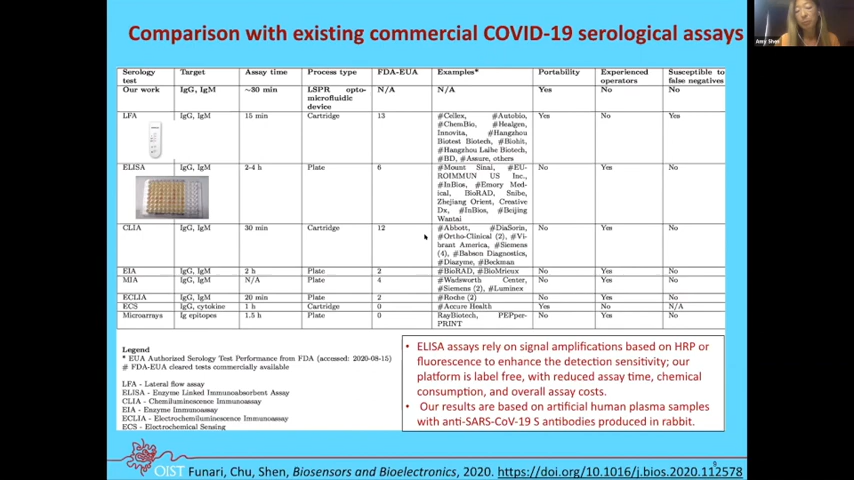 Comparison with existing commercial COVID-19 serological assays
Amy Shen
Serology test Target Assay time Process type FDA-EUA Examples* Portability Experienced operators Susceptible to false negatives
Our work IgG, IgM ~30 min LSPR opto-microfluidic device N/A N/A Yes No No
LFA IgG, IgM 15 min Cartridge 13 #Cellex, #Autobio, #ChemBio, #Healgen, Innovita, #Hangzhou Biotest Biotech, #Biohit, #Hangzhou Laihe Biotech, #BD, #Assure, others Yes No Yes
ELISA IgG, IgM 2-4 h Plate 6 #Mount Sinai, #EU-ROIMMUN US Inc., #InBios, #Emory Med-ical, BioRAD, Snibe, Zhejiang Orient, Creative Dx, #InBios, #Beijing Wantai No Yes No
CLIA IgG, IgM 30 min Cartridge 12 #Abbott, #DiaSorin, #Ortho-Clinical (2), #Vi-brant America, #Siemens (4), #Babson Diagnostics, #Diazyme, #Beckman No Yes No
EIA IgG, IgM 2 h Plate 2 #BioRAD, #BioMrieux No Yes No
MIA IgG, IgM N/A Plate 4 #Wadsworth Center, #Siemens (2), #Luminex No Yes No
ECLIA IgG, IgM 20 min Plate 2 #Roche (2) No Yes No
ECS IgG, cytokine 1 h Cartridge 0 #Accure Health Yes No N/A
Microarrays Ig epitopes 1.5 h Plate 0 RayBiotech, PEPper-PRINT No Yes No
Legend
* EUA Authorized Serology Test Performance from FDA (accessed: 2020-08-15)
# FDA-EUA cleared tests commercially available
LFA - Lateral flow assay
ELISA - Enzyme Linked Immunoabsorbent Assay
CLIA - Chemiluminescence Immunoassay
EIA - Enzyme Immunoassay
ECLIA - Electrochemiluminescence Immunoassay
ECS - Electrochemical Sensing
• ELISA assays rely on signal amplifications based on HRP or
fluorescence to enhance the detection sensitivity; our
platform is label free, with reduced assay time, chemical
consumption, and overall assay costs.
• Our results are based on artificial human plasma samples
with anti-SARS-CoV-19 S antibodies produced in rabbit.
OIST Funari, Chu, Shen, Biosensors and Bioelectronics, 2020. https://doi.org/10.1016/j.bios.2020.112578